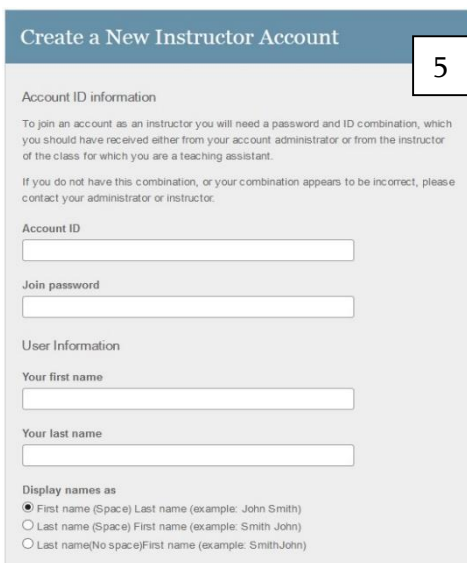 Create a New Instructor Account
5
Account ID information
To join an account as an instructor you will need a password and ID combination, which
you should have received either from your account administrator or from the instructor
of the class for which you are a teaching assistant.
If you do not have this combination, or your combination appears to be incorrect, please
contact your administrator or instructor.
Account ID
Join password
User Information
Your first name
Your last name
Display names as
First name (Space) Last name (example: John Smith)
Last name (Space) First name (example: Smith John)
Last name(No space)First name (example: SmithJohn)